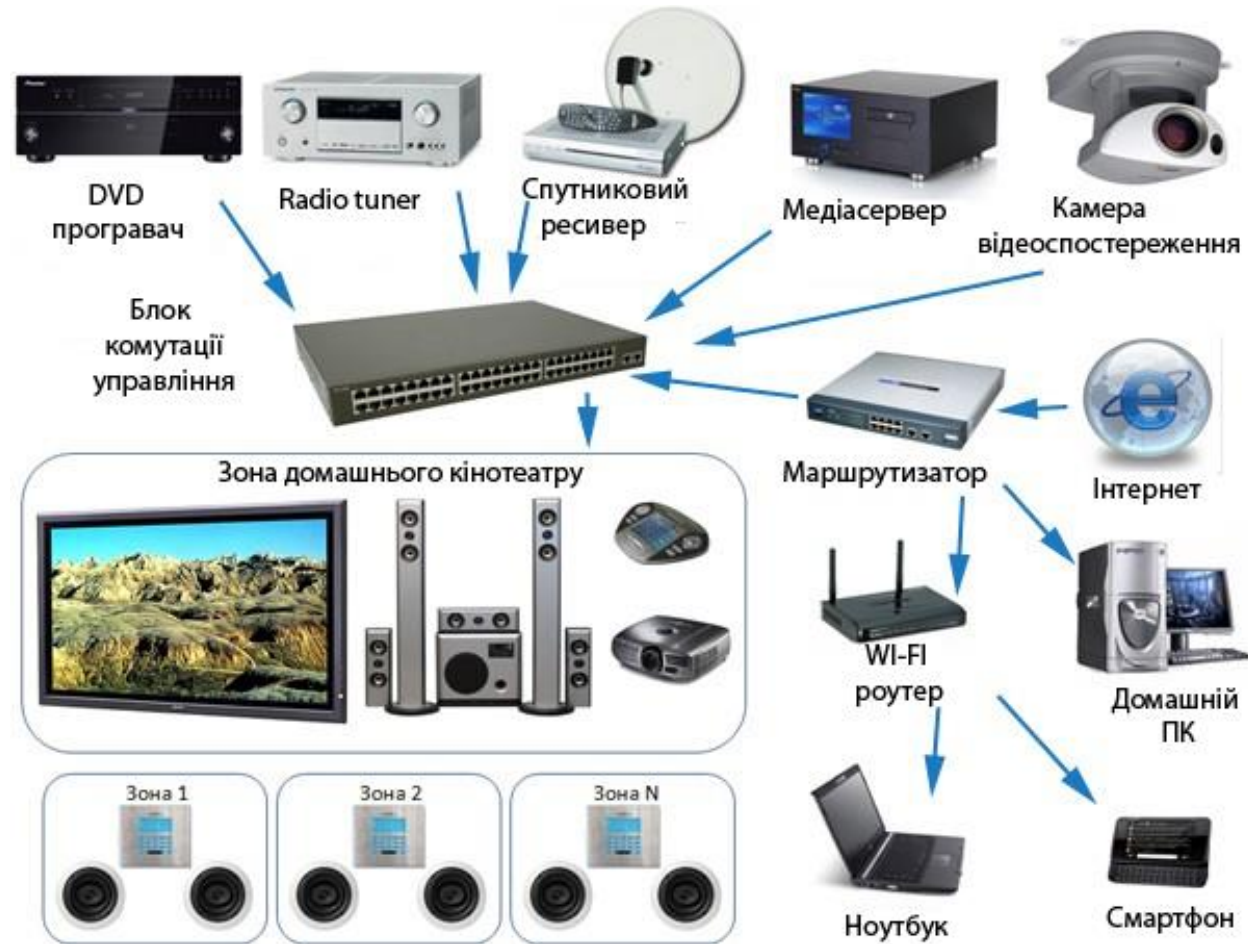 DVD
програвач
Radio tuner
Спутниковий
ресивер
Медіасервер
Камера
відеоспостереження
Блок
комутації
управління
Маршрутизатор
Інтернет
Зона домашнього кінотеатру
WI-FI
роутер
Домашній
ПК
Зона 1
Зона 2
Зона N
Ноутбук
Смартфон